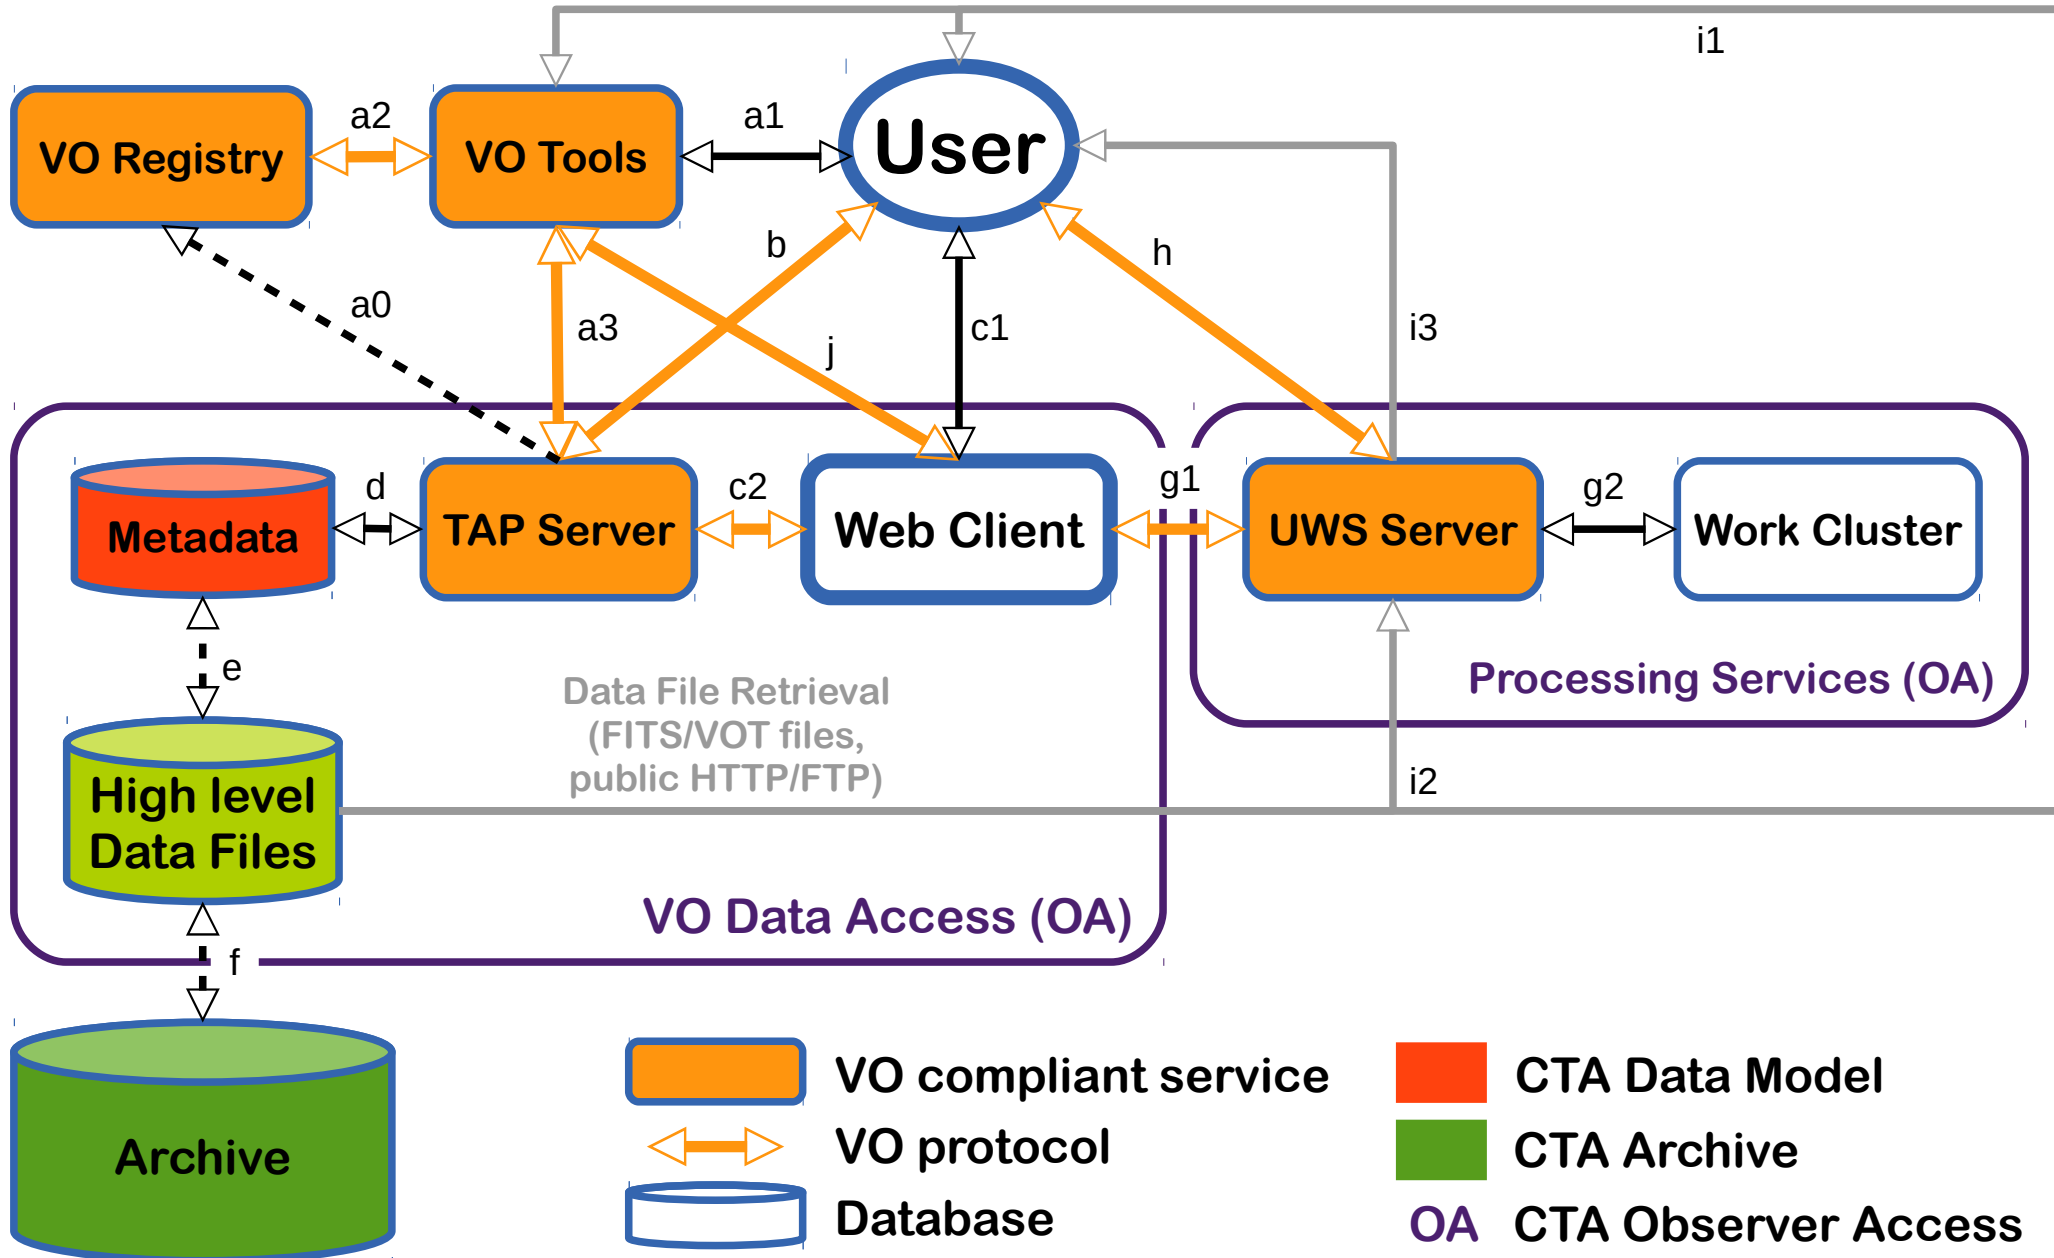 i1
a2
a1
VO Registry
VO Tools
User
b
h
a0
a3
j
c1
i3
d
c2
g1
g2
Metadata
TAP Server
Web Client
UWS Server
Work Cluster
e
Data File Retrieval
(FITS/VOT files,
public HTTP/FTP)
Processing Services (OA)
i2
High level
Data Files
VO Data Access (OA)
f
Archive
VO compliant service
VO protocol
Database
CTA Data Model
CTA Archive
OA CTA Observer Access